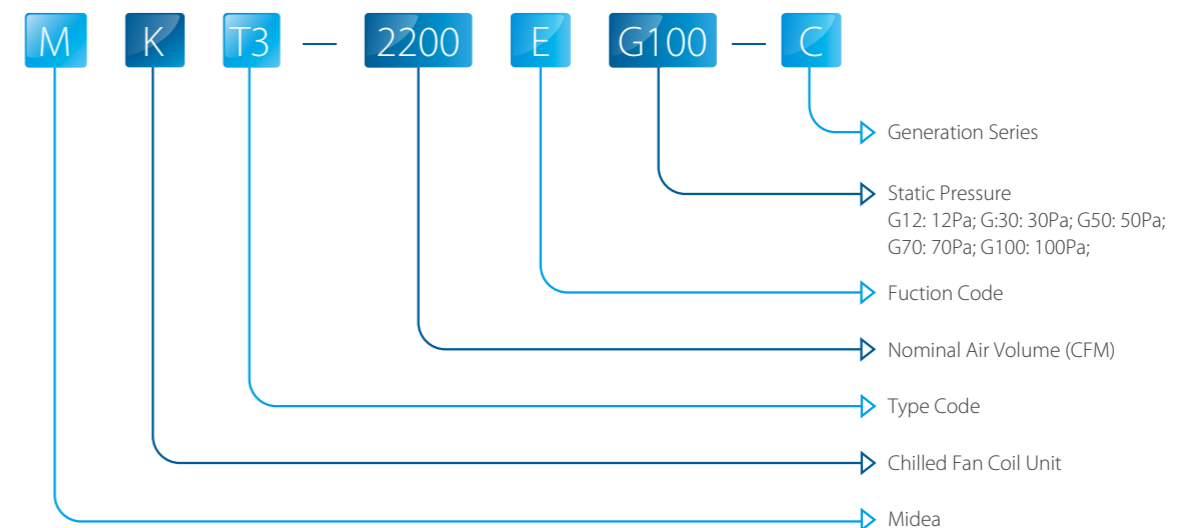 M K T3 — 2200 E G100 — C
Generation Series
Static Pressure
G12: 12Pa; G:30: 30Pa; G50: 50Pa;
G70: 70Pa; G100: 100Pa;
Fuction Code
Nominal Air Volume (CFM)
Type Code
Chilled Fan Coil Unit
Midea